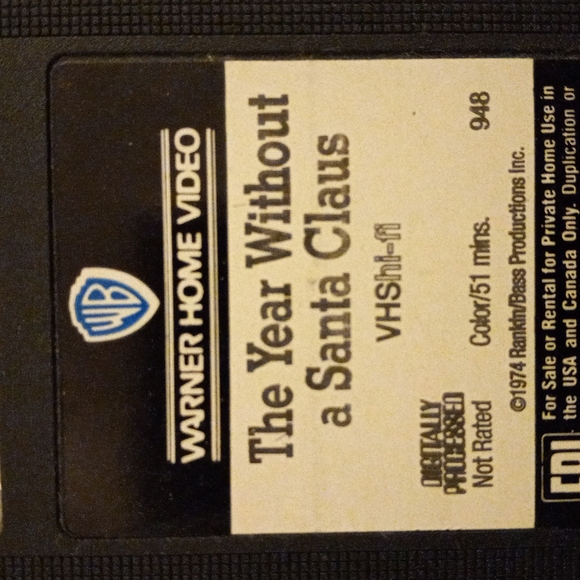 WB
WARNER HOME VIDEO
The Year Without
a Santa Claus
VHS hi-fi
DIGITALLY
PROCESSED
Not Rated Color/51 mins. 948
©1974 Rankin/Bass Productions Inc.
For Sale or Rental for Private Home Use in
the USA and Canada Only. Duplication or